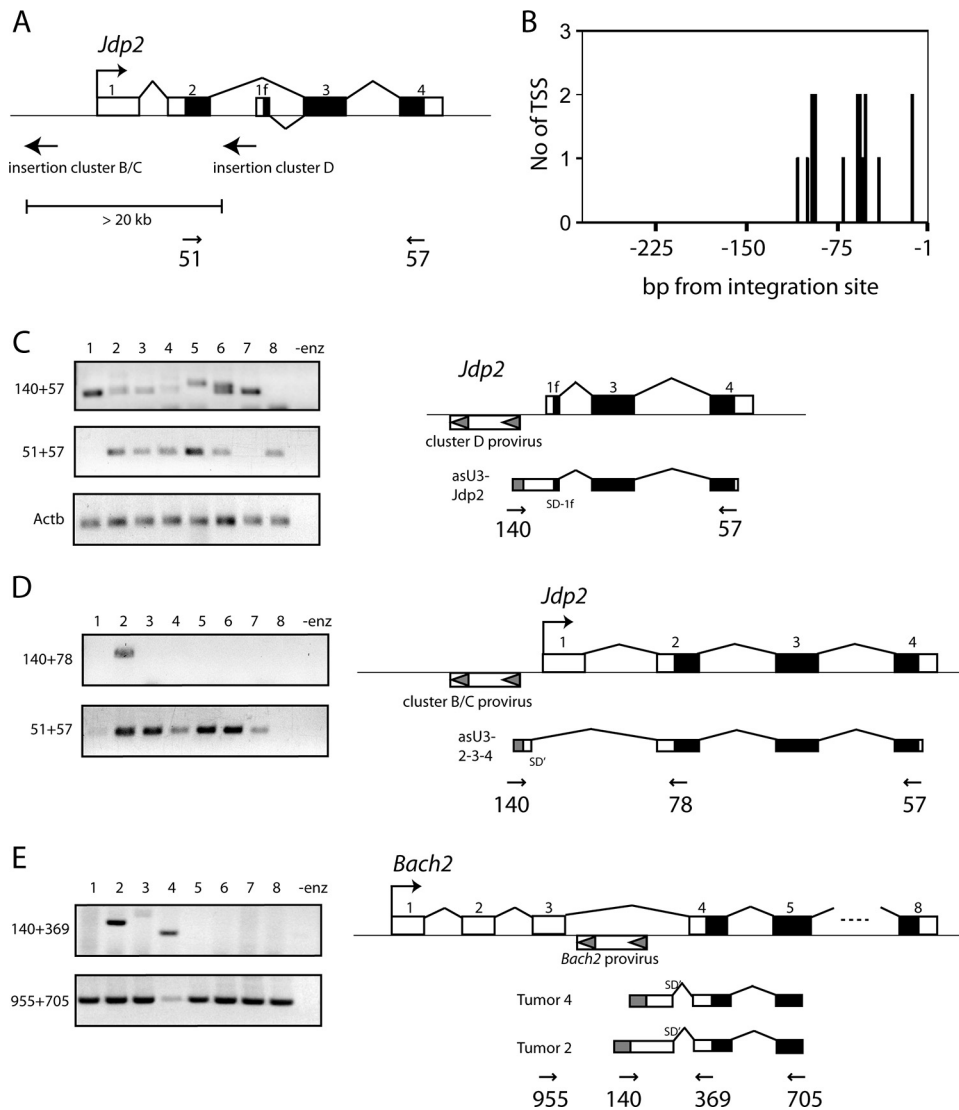 A
Jdp2
1 2 1f 3 4
insertion cluster B/C
insertion cluster D
> 20 kb
51
57
B
No of TSS
3
2
1
0
-225 -150 -75 -1
bp from integration site
C
1 2 3 4 5 6 7 8 -enz
140+57
51+57
Actb
Jdp2
1f 3 4
cluster D provirus
asU3-
Jdp2
SD-1f
140
57
D
1 2 3 4 5 6 7 8 -enz
140+78
51+57
Jdp2
1 2 3 4
cluster B/C provirus
asU3-
2-3-4
SD'
140
78
57
E
1 2 3 4 5 6 7 8 -enz
140+369
955+705
Bach2
1 2 3 4 5 8
Bach2 provirus
SD'
Tumor 4
SD'
Tumor 2
955
140
369
705